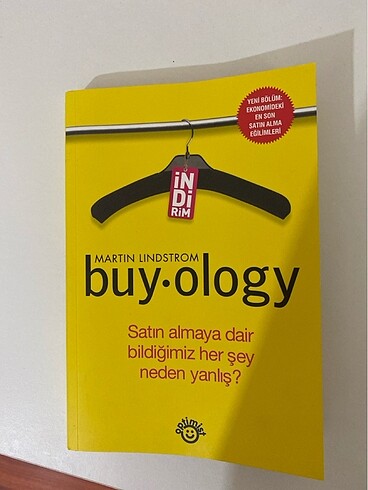 YENİ BÖLÜM:
EKONOMİDEKİ
EN SON
SATIN ALMA
EĞİLİMLERİ
İN
Dİ
RİM
MARTIN LINDSTROM
buy•ology
Satın almaya dair
bildiğimiz her şey
neden yanlış?
optimist